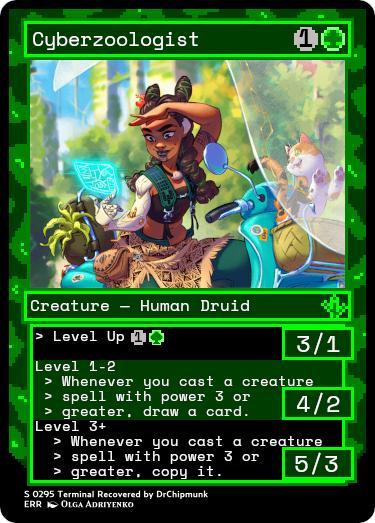 Cyberzoologist 1
Creature — Human Druid
> Level Up 1
3/1
Level 1-2
> Whenever you cast a creature
> spell with power 3 or
> greater, draw a card.
4/2
Level 3+
> Whenever you cast a creature
> spell with power 3 or
> greater, copy it.
5/3
S 0295 Terminal Recovered by DrChipmunk
ERR Olga Adriyenko